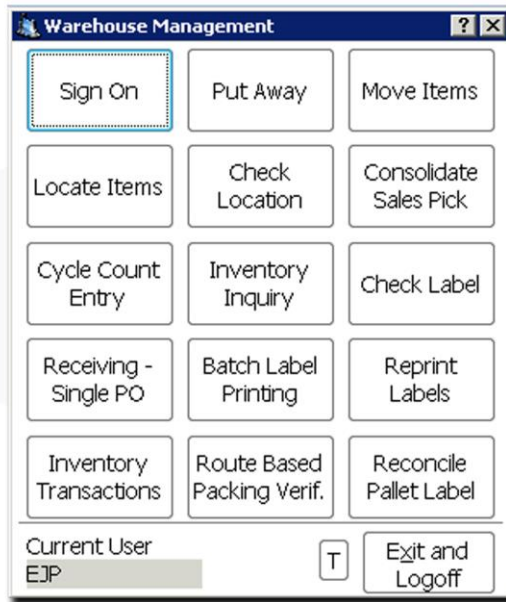 Warehouse Management
? X
Sign On
Put Away
Move Items
Locate Items
Check
Location
Consolidate
Sales Pick
Cycle Count
Entry
Inventory
Inquiry
Check Label
Receiving -
Single PO
Batch Label
Printing
Reprint
Labels
Inventory
Transactions
Route Based
Packing Verif.
Reconcile
Pallet Label
Current User
EJP
T
Exit and
Logoff